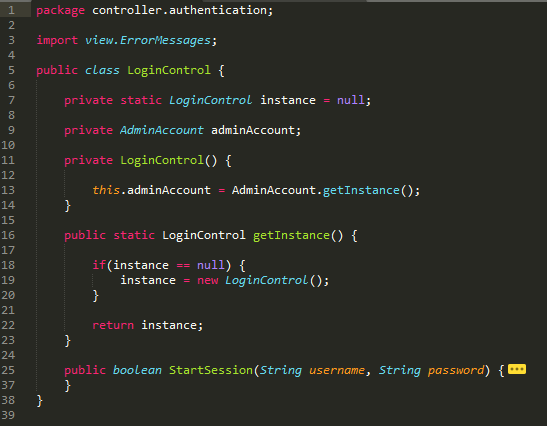 1 package controller.authentication;
2
3 import view.ErrorMessages;
4
5 public class LoginControl {
6
7 private static LoginControl instance = null;
8
9 private AdminAccount adminAccount;
10
11 private LoginControl() {
12
13 this.adminAccount = AdminAccount.getInstance();
14 }
15
16 public static LoginControl getInstance() {
17
18 if(instance == null) {
19 instance = new LoginControl();
20 }
21
22 return instance;
23 }
24
25 public boolean StartSession(String username, String password) {...
37 }
38 }
39